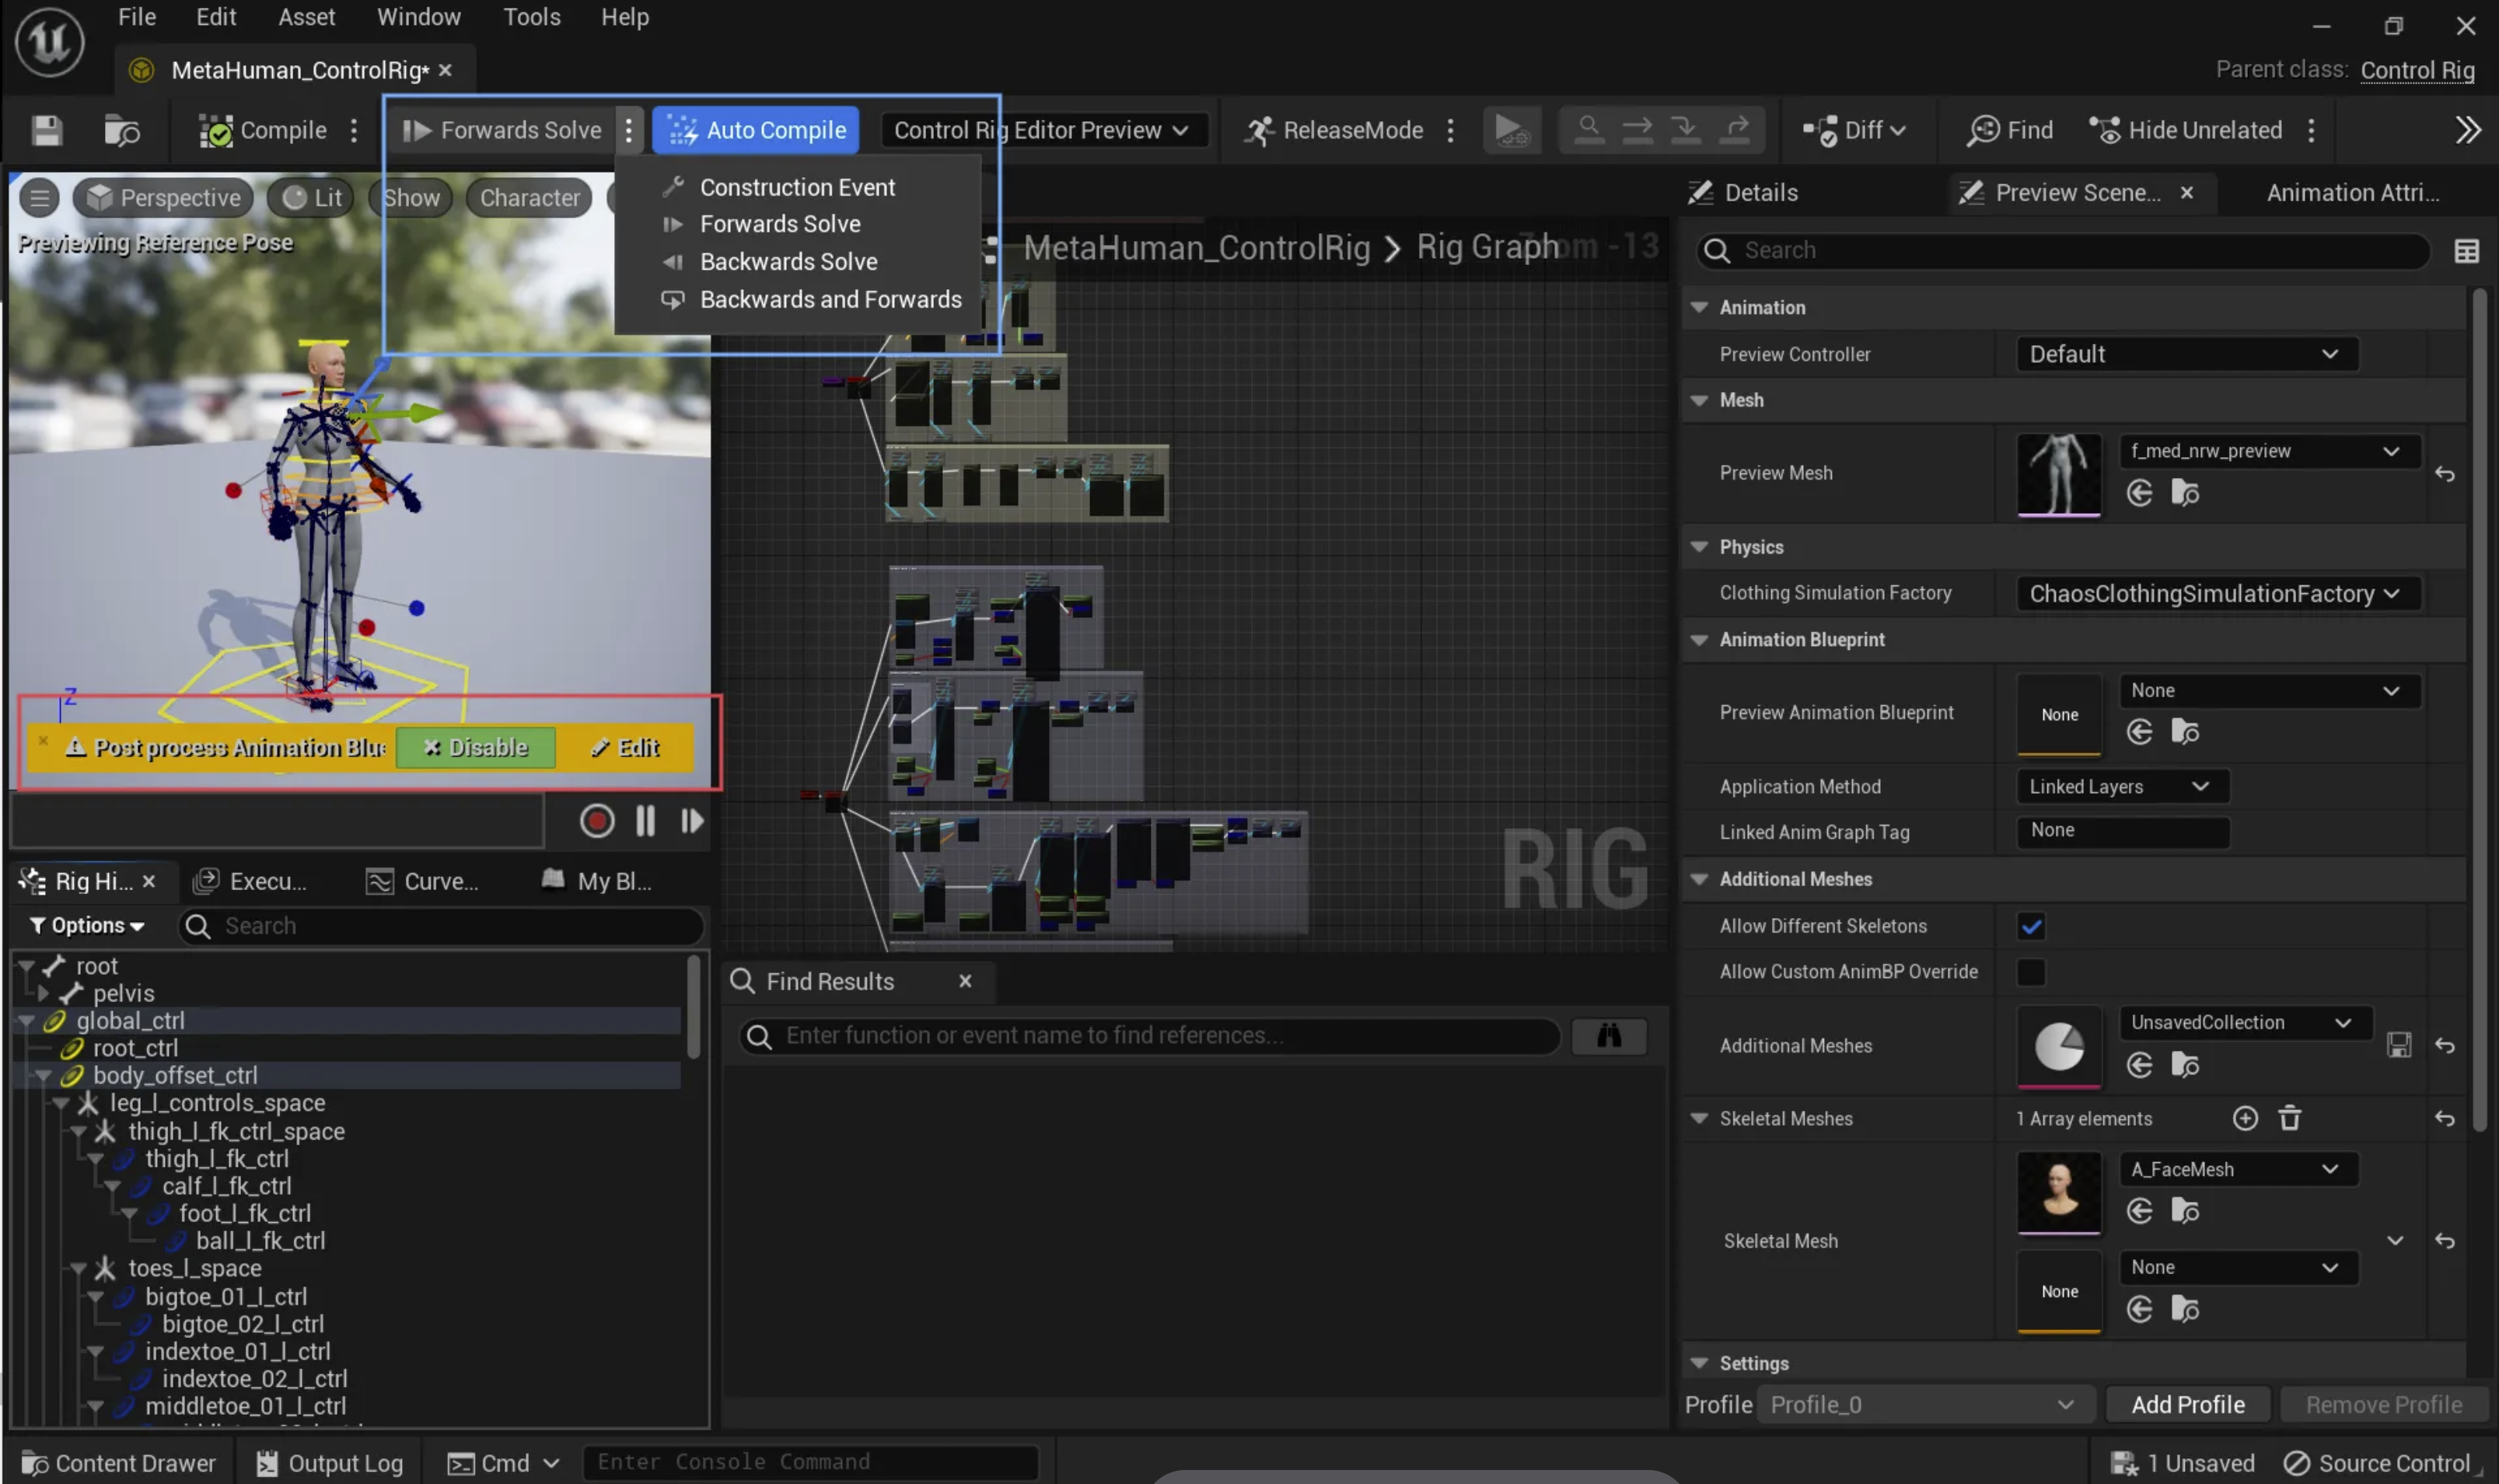 File Edit Asset Window Tools Help
MetaHuman_ControlRig*
Parent class: Control Rig
Compile Forwards Solve Auto Compile Control Rig Editor Preview ReleaseMode Diff Find Hide Unrelated
Construction Event
Forwards Solve
Backwards Solve
Backwards and Forwards
Perspective Lit Show Character
Previewing Reference Pose
Z
Post process Animation Blue
Disable
Edit
MetaHuman_ControlRig > Rig Graph
Zoom -13
RIG
Rig Hi... Execu... Curve... My Bl...
Options Search
root
pelvis
global_ctrl
root_ctrl
body_offset_ctrl
leg_l_controls_space
thigh_l_fk_ctrl_space
thigh_l_fk_ctrl
calf_l_fk_ctrl
foot_l_fk_ctrl
ball_l_fk_ctrl
toes_l_space
bigtoe_01_l_ctrl
bigtoe_02_l_ctrl
indextoe_01_l_ctrl
indextoe_02_l_ctrl
middletoe_01_l_ctrl
Find Results
Enter function or event name to find references...
Details Preview Scene... Animation Attri...
Search
Animation
Preview Controller Default
Mesh
Preview Mesh f_med_nrw_preview
Physics
Clothing Simulation Factory ChaosClothingSimulationFactory
Animation Blueprint
Preview Animation Blueprint None None
Application Method Linked Layers
Linked Anim Graph Tag None
Additional Meshes
Allow Different Skeletons
Allow Custom AnimBP Override
Additional Meshes UnsavedCollection
Skeletal Meshes 1 Array elements
Skeletal Mesh A_FaceMesh
None None
Settings
Profile Profile_0 Add Profile Remove Profile
Content Drawer Output Log Cmd Enter Console Command 1 Unsaved Source Control